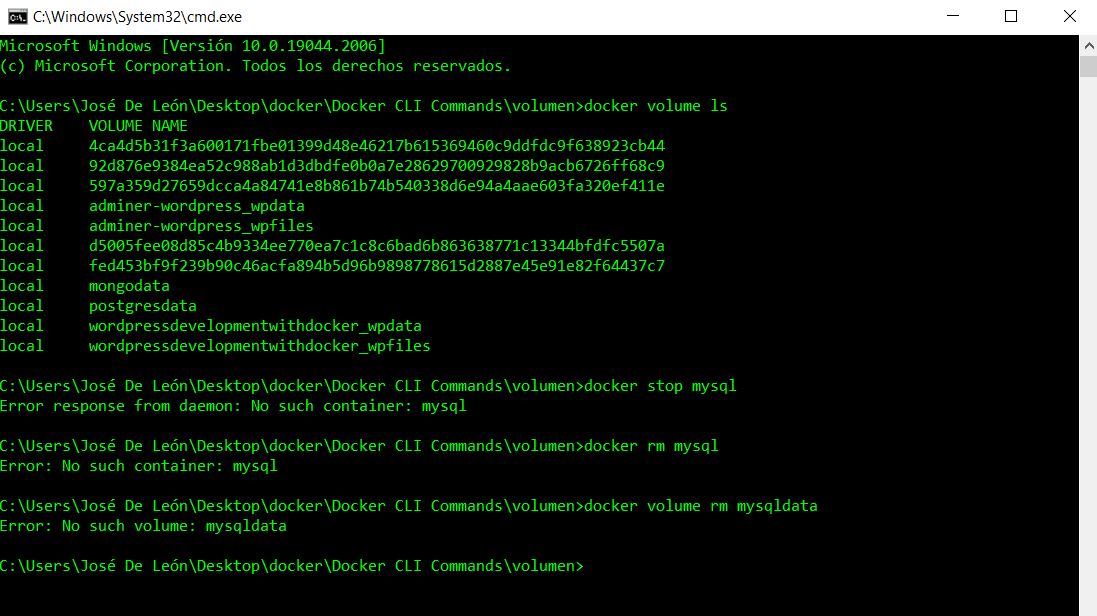 C:\Windows\System32\cmd.exe
Microsoft Windows [Versión 10.0.19044.2006]
(c) Microsoft Corporation. Todos los derechos reservados.
C:\Users\José De León\Desktop\docker\Docker CLI Commands\volumen>docker volume ls
DRIVER    VOLUME NAME
local     4ca4d5b31f3a600171fbe01399d48e46217b615369460c9ddfdc9f638923cb44
local     92d876e9384ea52c988ab1d3dbdfe0b0a7e28629700929828b9acb6726ff68c9
local     597a359d27659dcca4a84741e8b861b74b540338d6e94a4aae603fa320ef411e
local     adminer-wordpress_wpdata
local     adminer-wordpress_wpfiles
local     d5005fee08d85c4b9334ee770ea7c1c8c6bad6b863638771c13344bfdfc5507a
local     fed453bf9f239b90c46acfa894b5d96b9898778615d2887e45e91e82f64437c7
local     mongodata
local     postgresdata
local     wordpressdevelopmentwithdocker_wpdata
local     wordpressdevelopmentwithdocker_wpfiles
C:\Users\José De León\Desktop\docker\Docker CLI Commands\volumen>docker stop mysql
Error response from daemon: No such container: mysql
C:\Users\José De León\Desktop\docker\Docker CLI Commands\volumen>docker rm mysql
Error: No such container: mysql
C:\Users\José De León\Desktop\docker\Docker CLI Commands\volumen>docker volume rm mysqldata
Error: No such volume: mysqldata
C:\Users\José De León\Desktop\docker\Docker CLI Commands\volumen>